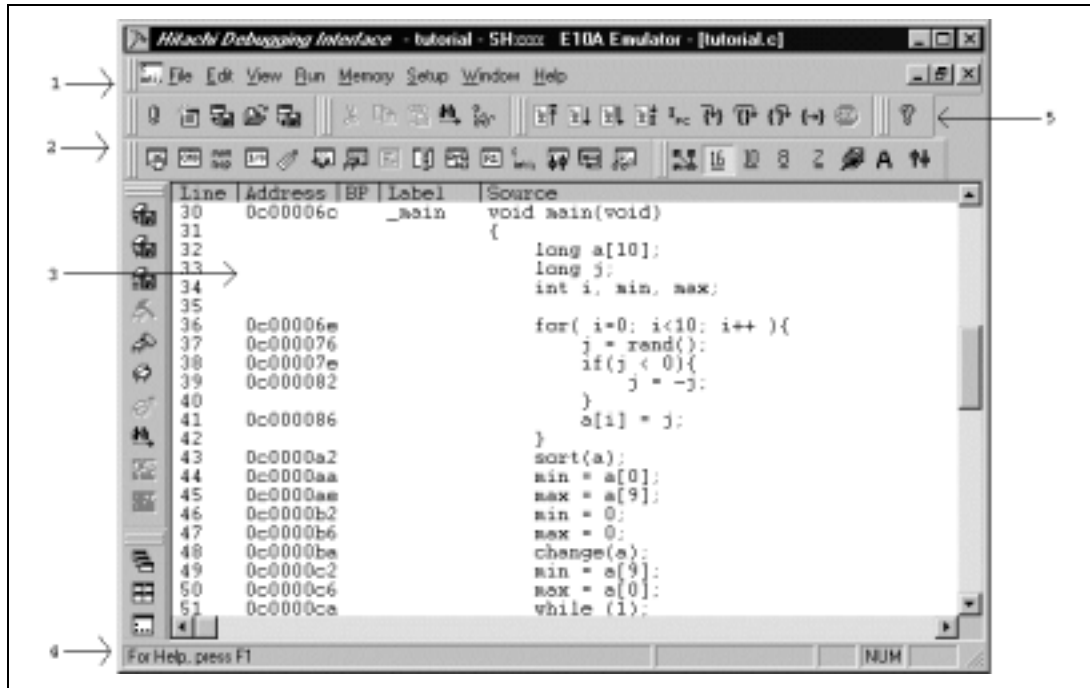 Hitachi Debugging Interface - tutorial - SH:xxxx E10A Emulator - [tutorial.c]
1
File Edit View Run Memory Setup Window Help
5
2
16 10 8 2 A
Line Address BP Label Source
30 0c00006c _main void main(void)
31 {
32 long a[10];
3
33 long j;
34 int i, min, max;
35
36 0c00006e for( i=0; i<10; i++ ){
37 0c000076 j = rand();
38 0c00007e if(j < 0){
39 0c000082 j = -j;
40 }
41 0c000086 a[i] = j;
42 }
43 0c0000a2 sort(a);
44 0c0000aa min = a[0];
45 0c0000ae max = a[9];
46 0c0000b2 min = 0;
47 0c0000b6 max = 0;
48 0c0000ba change(a);
49 0c0000c2 min = a[9];
50 0c0000c6 max = a[0];
51 0c0000ca while (1);
4
For Help, press F1 NUM